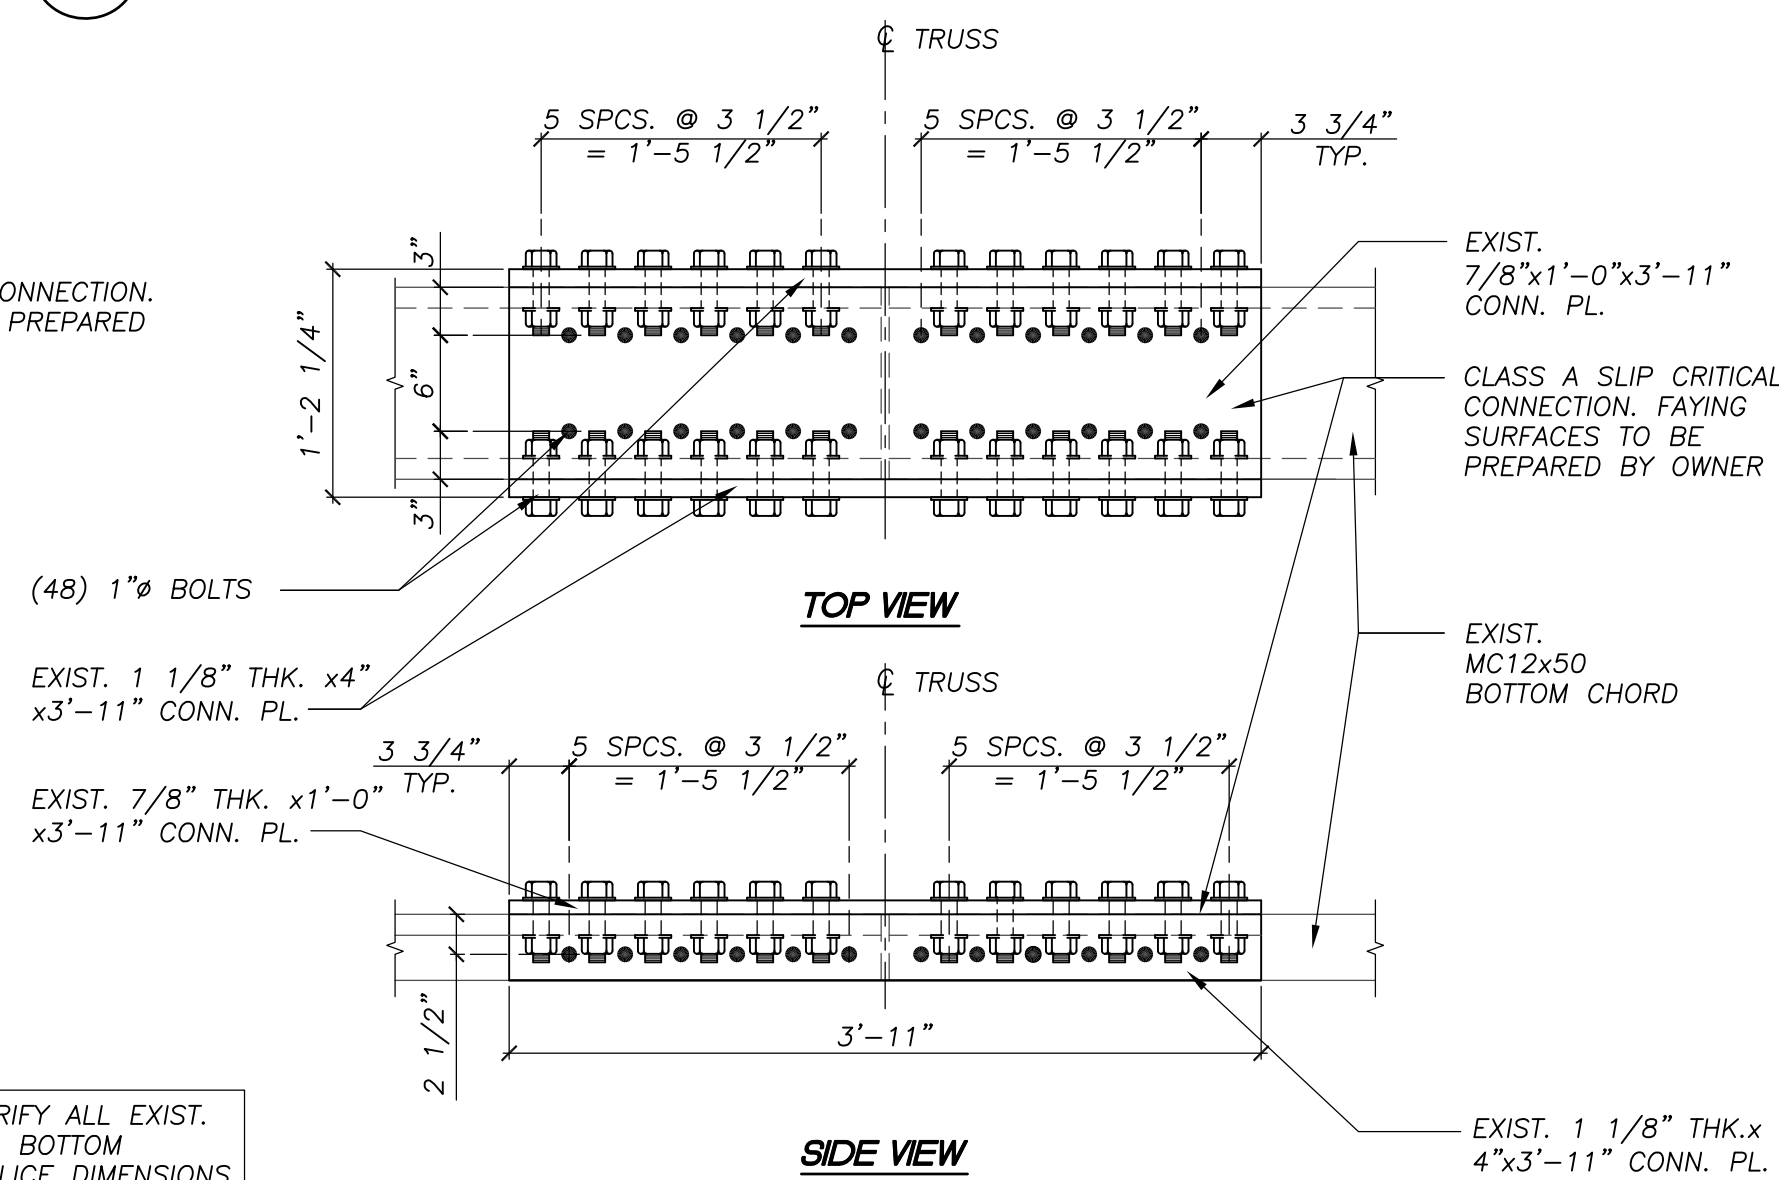 ℄ TRUSS
5 SPCS. @ 3 1/2"
= 1'-5 1/2"
5 SPCS. @ 3 1/2"
= 1'-5 1/2"
3 3/4"
TYP.
3"
6"
3"
1'-2 1/4"
ONNECTION.
PREPARED
EXIST.
7/8"x1'-0"x3'-11"
CONN. PL.
CLASS A SLIP CRITICAL
CONNECTION. FAYING
SURFACES TO BE
PREPARED BY OWNER
(48) 1"ø BOLTS
TOP VIEW
EXIST. 1 1/8" THK. x4"
x3'-11" CONN. PL.
EXIST.
MC12x50
BOTTOM CHORD
℄ TRUSS
3 3/4"
TYP.
5 SPCS. @ 3 1/2"
= 1'-5 1/2"
5 SPCS. @ 3 1/2"
= 1'-5 1/2"
EXIST. 7/8" THK. x1'-0"
x3'-11" CONN. PL.
2 1/2"
3'-11"
SIDE VIEW
EXIST. 1 1/8" THK.x
4"x3'-11" CONN. PL.
RIFY ALL EXIST.
BOTTOM
LICE DIMENSIONS